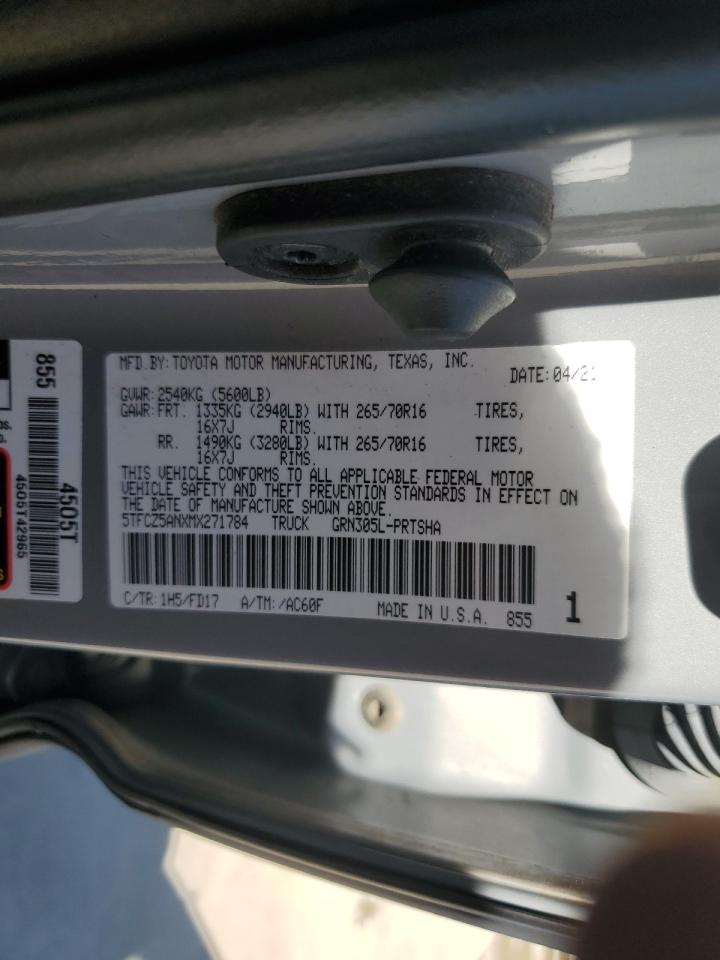 MFD.BY:TOYOTA MOTOR MANUFACTURING, TEXAS, INC.
DATE:04/21
GVWR:2540KG (5600LB)
GAWR:FRT. 1335KG (2940LB) WITH 265/70R16 TIRES,
16X7J RIMS.
RR. 1490KG (3280LB) WITH 265/70R16 TIRES,
16X7J RIMS.
THIS VEHICLE CONFORMS TO ALL APPLICABLE FEDERAL MOTOR
VEHICLE SAFETY AND THEFT PREVENTION STANDARDS IN EFFECT ON
THE DATE OF MANUFACTURE SHOWN ABOVE.
5TFCZ5ANXMX271784 TRUCK GRN305L-PRTSHA
C/TR:1H5/FD17 A/TM:/AC60F MADE IN U.S.A. 855
1
855
4505T
4505T42965